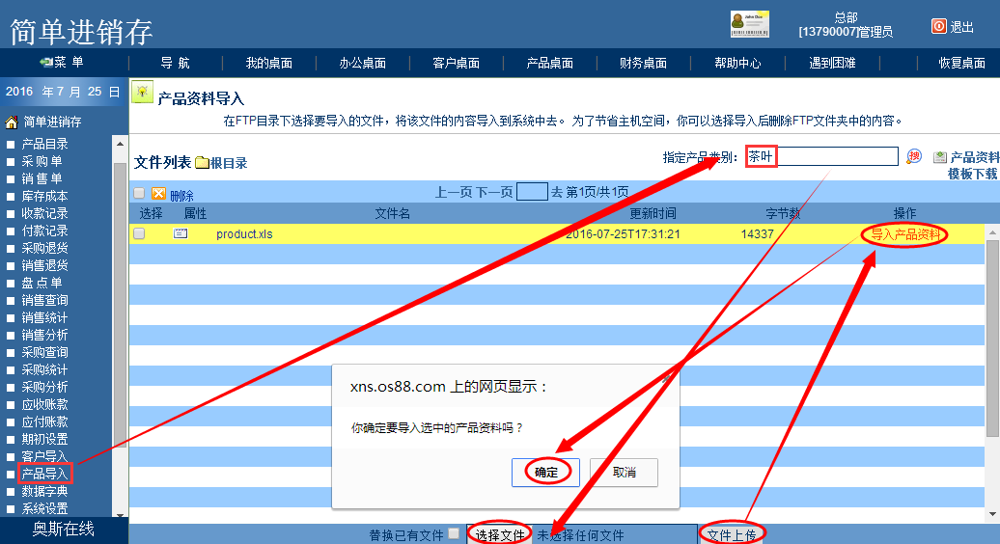 简单进销存
John Doe
总部
[13790007]管理员
退出
菜 单 导 航 我的桌面 办公桌面 客户桌面 产品桌面 财务桌面 帮助中心 遇到困难 恢复桌面
2016 年 7 月 25 日
简单进销存
产品目录
采 购 单
销 售 单
库存成本
收款记录
付款记录
采购退货
销售退货
盘 点 单
销售查询
销售统计
销售分析
采购查询
采购统计
采购分析
应收账款
应付账款
期初设置
客户导入
产品导入
数据字典
系统设置
奥斯在线
产品资料导入
在FTP目录下选择要导入的文件，将该文件的内容导入到系统中去。 为了节省主机空间，你可以选择导入后删除FTP文件夹中的内容。
文件列表 根目录
指定产品类别： 茶叶 搜 产品资料
模板下载
删除 上一页 下一页 去 第1页/共1页
选择 属性 文件名 更新时间 字节数 操作
product.xls 2016-07-25T17:31:21 14337 导入产品资料
xns.os88.com 上的网页显示：
你确定要导入选中的产品资料吗？
确定 取消
替换已有文件 选择文件 未选择任何文件 文件上传